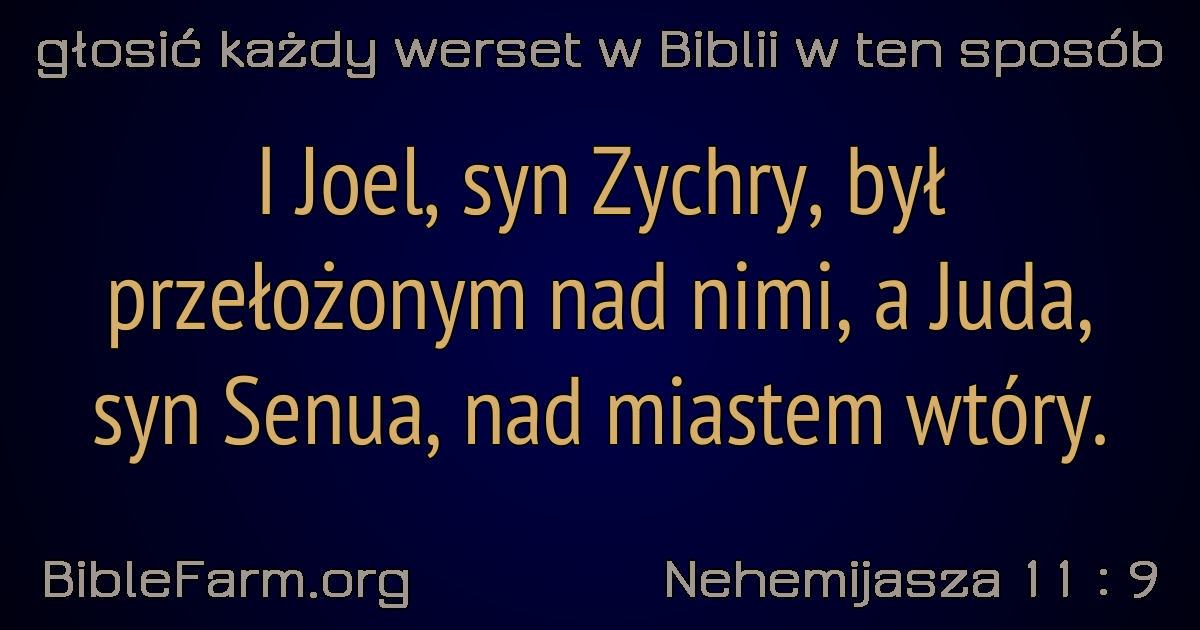 głosić każdy werset w Biblii w ten sposób
I Joel, syn Zychry, był
przełożonym nad nimi, a Juda,
syn Senua, nad miastem wtóry.
BibleFarm.org
Nehemijasza 11 : 9